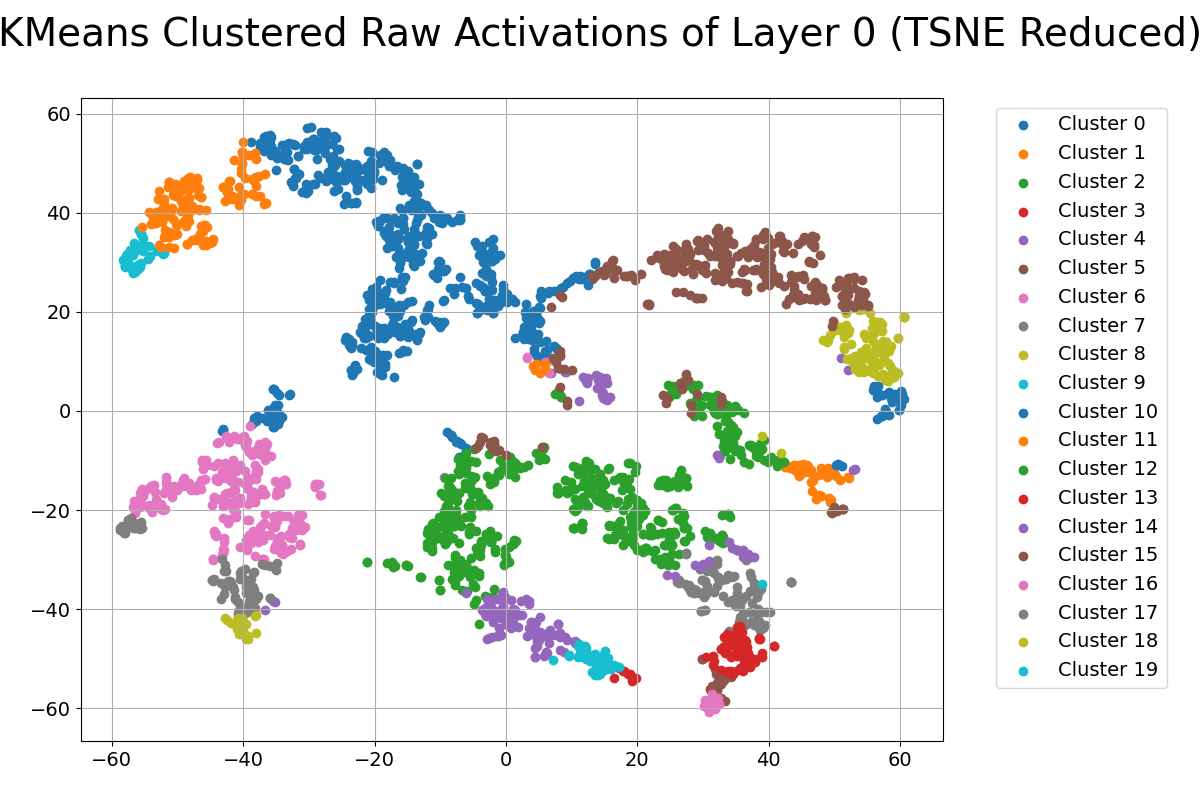 KMeans Clustered Raw Activations of Layer 0 (TSNE Reduced)
60
40
20
0
−20
−40
−60
−60
−40
−20
0
20
40
60
Cluster 0
Cluster 1
Cluster 2
Cluster 3
Cluster 4
Cluster 5
Cluster 6
Cluster 7
Cluster 8
Cluster 9
Cluster 10
Cluster 11
Cluster 12
Cluster 13
Cluster 14
Cluster 15
Cluster 16
Cluster 17
Cluster 18
Cluster 19